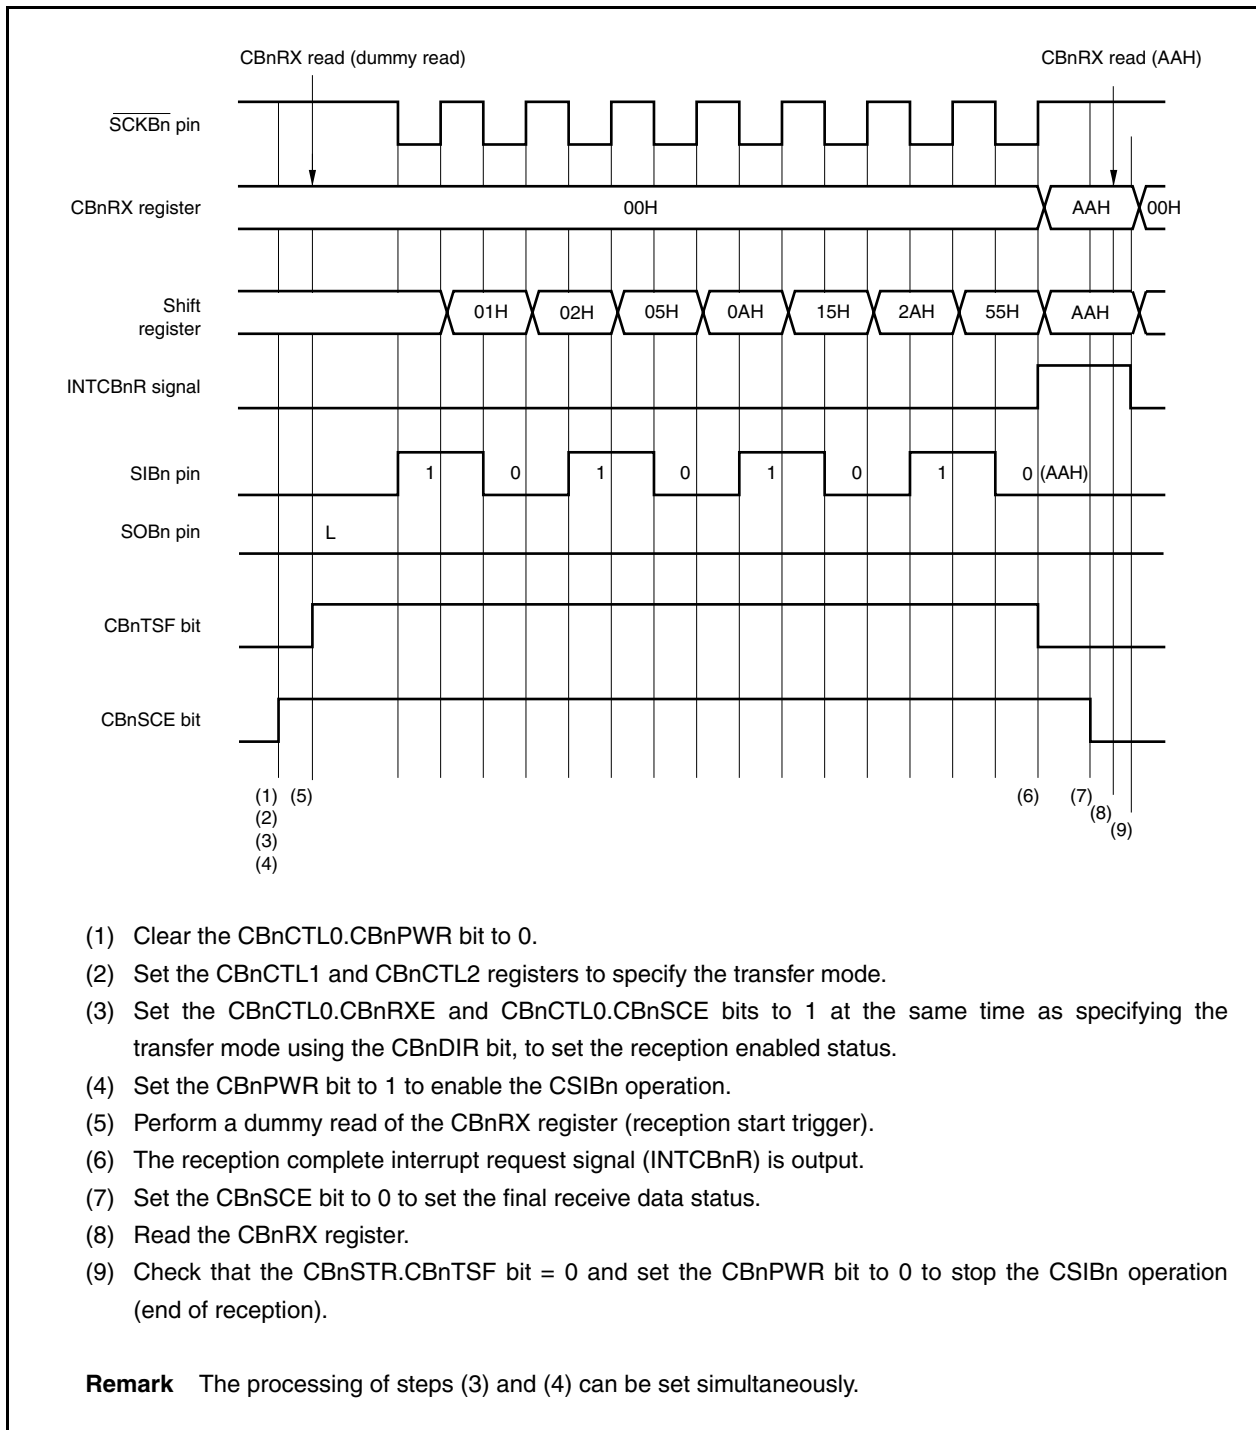 CBnRX read (dummy read)
CBnRX read (AAH)
SCKBn pin
CBnRX register
00H
AAH
00H
Shift
register
01H
02H
05H
0AH
15H
2AH
55H
AAH
INTCBnR signal
SIBn pin
1
0
1
0
1
0
1
0 (AAH)
SOBn pin
L
CBnTSF bit
CBnSCE bit
(1)
(2)
(3)
(4)
(5)
(6)
(7)
(8)
(9)
(1) Clear the CBnCTL0.CBnPWR bit to 0.
(2) Set the CBnCTL1 and CBnCTL2 registers to specify the transfer mode.
(3) Set the CBnCTL0.CBnRXE and CBnCTL0.CBnSCE bits to 1 at the same time as specifying the
transfer mode using the CBnDIR bit, to set the reception enabled status.
(4) Set the CBnPWR bit to 1 to enable the CSIBn operation.
(5) Perform a dummy read of the CBnRX register (reception start trigger).
(6) The reception complete interrupt request signal (INTCBnR) is output.
(7) Set the CBnSCE bit to 0 to set the final receive data status.
(8) Read the CBnRX register.
(9) Check that the CBnSTR.CBnTSF bit = 0 and set the CBnPWR bit to 0 to stop the CSIBn operation
(end of reception).
Remark The processing of steps (3) and (4) can be set simultaneously.